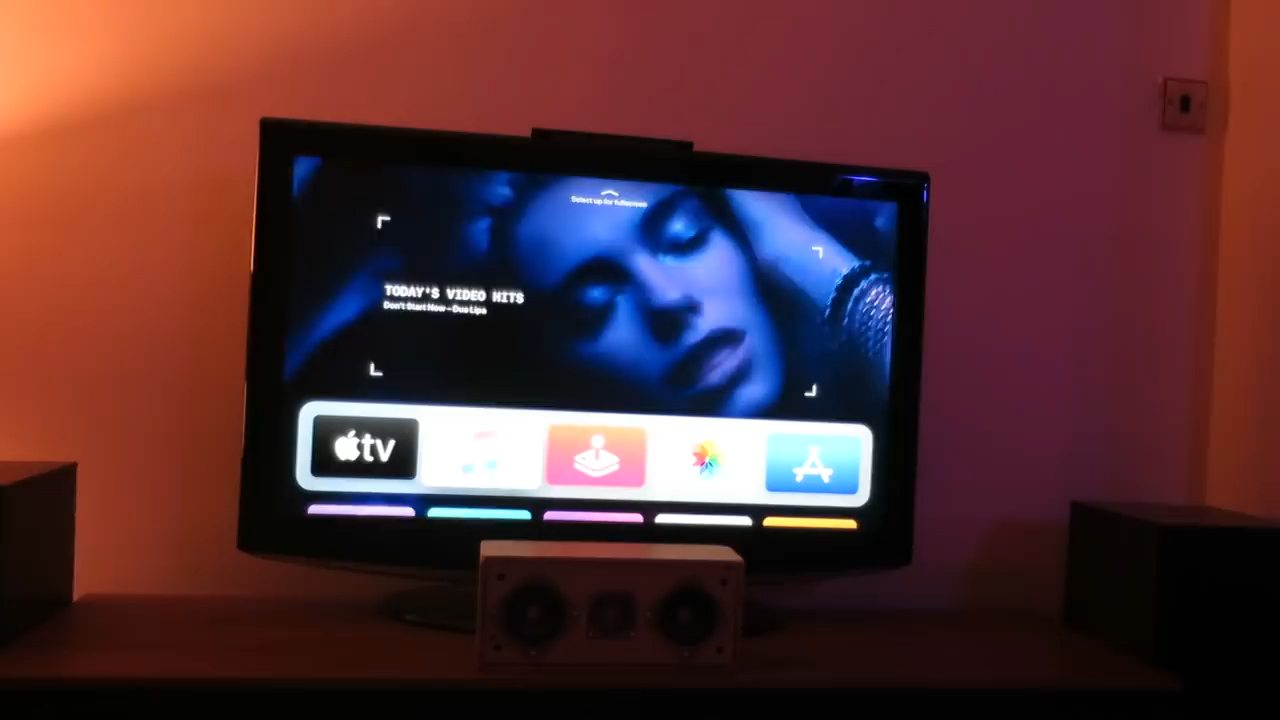 Select up for fullscreen
TODAY'S VIDEO HITS
Don't Start Now – Dua Lipa
tv